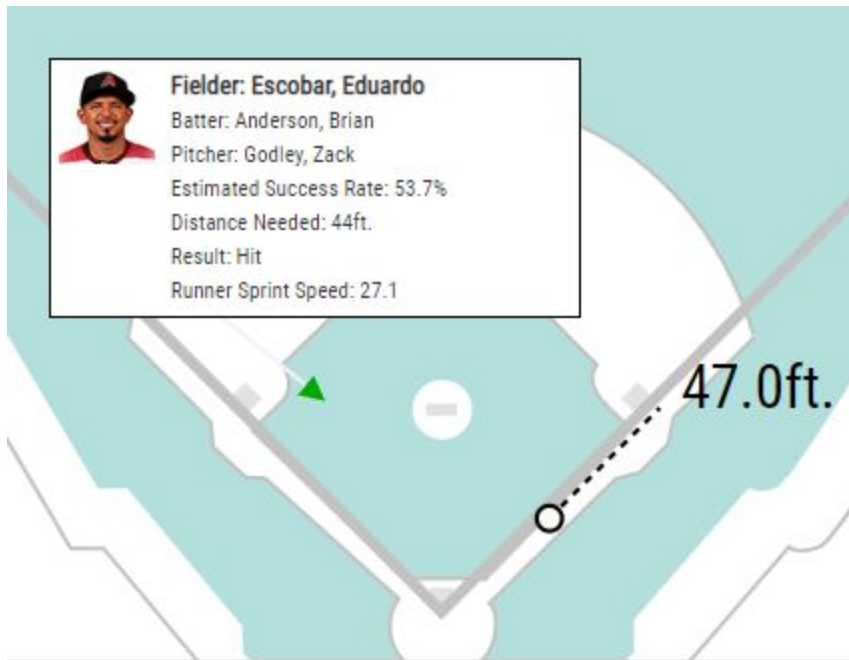 Fielder: Escobar, Eduardo
Batter: Anderson, Brian
Pitcher: Godley, Zack
Estimated Success Rate: 53.7%
Distance Needed: 44ft.
Result: Hit
Runner Sprint Speed: 27.1
47.0ft.